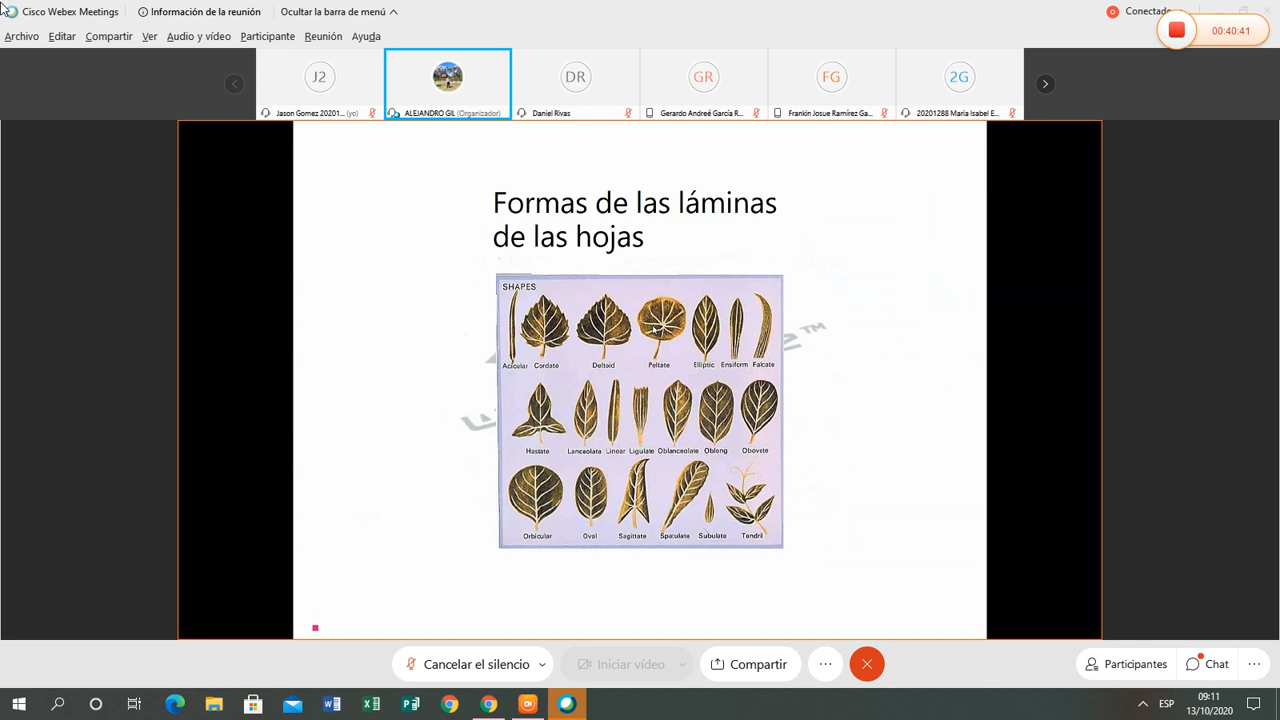 Cisco Webex Meetings
Información de la reunión
Ocultar la barra de menú
Conectado
00:40:41
Archivo Editar Compartir Ver Audio y vídeo Participante Reunión Ayuda
J2
DR
GR
FG
2G
Jason Gomez 20201... (yo)
ALEJANDRO GIL (Organizador)
Daniel Rivas
Gerardo Andreé García R...
Frankin Josue Ramírez Ga...
20201288 Maria Isabel E...
Formas de las láminas
de las hojas
SHAPES
Acicular Cordate Deltoid Peltate Elliptic Ensiform Falcate
Hastate Lanceolate Linear Ligulate Oblanceolate Oblong Obovate
Orbicular Oval Sagittate Spatulate Subulate Tendril
Cancelar el silencio
Iniciar vídeo
Compartir
Participantes
Chat
ESP
09:11
13/10/2020